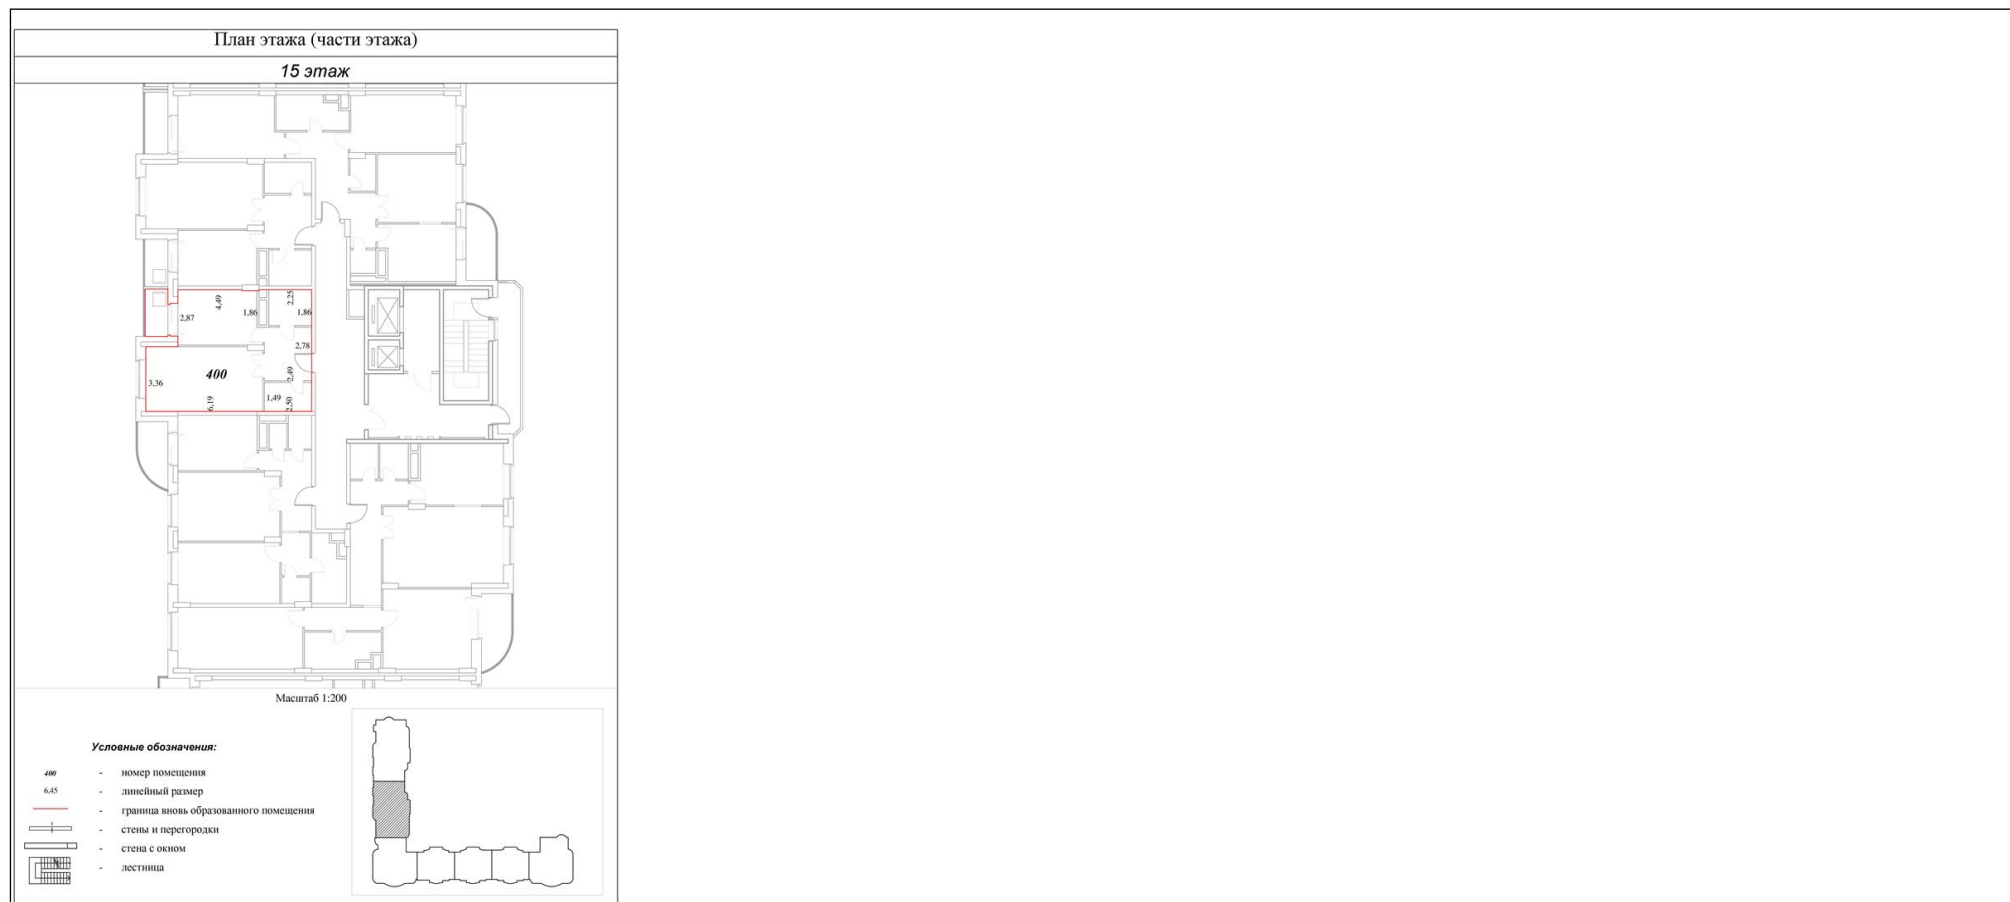 План этажа (части этажа)
15 этаж
4,49
2,25
2,87
1,86
1,86
2,78
400
2,49
3,36
6,19
1,49
2,50
Масштаб 1:200
Условные обозначения:
400 - номер помещения
6,45 - линейный размер
- граница вновь образованного помещения
- стены и перегородки
- стена с окном
- лестница